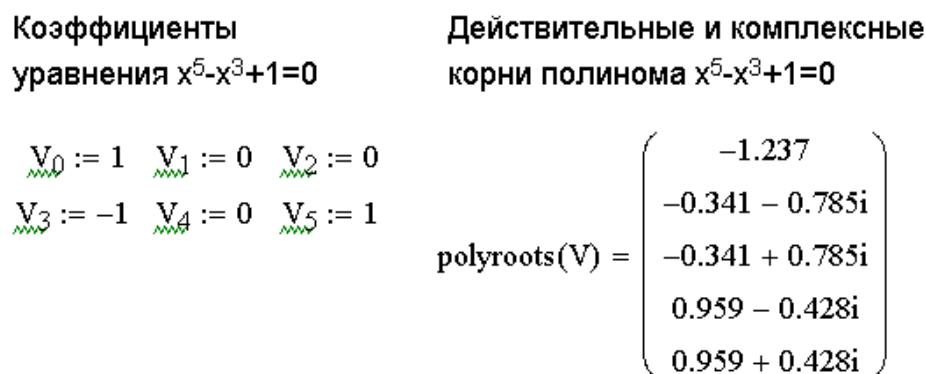 Коэффициенты
уравнения x⁵-x³+1=0
V₀ := 1 V₁ := 0 V₂ := 0
V₃ := −1 V₄ := 0 V₅ := 1
Действительные и комплексные
корни полинома x⁵-x³+1=0
−1.237
−0.341 − 0.785i
polyroots(V) = −0.341 + 0.785i
0.959 − 0.428i
0.959 + 0.428i